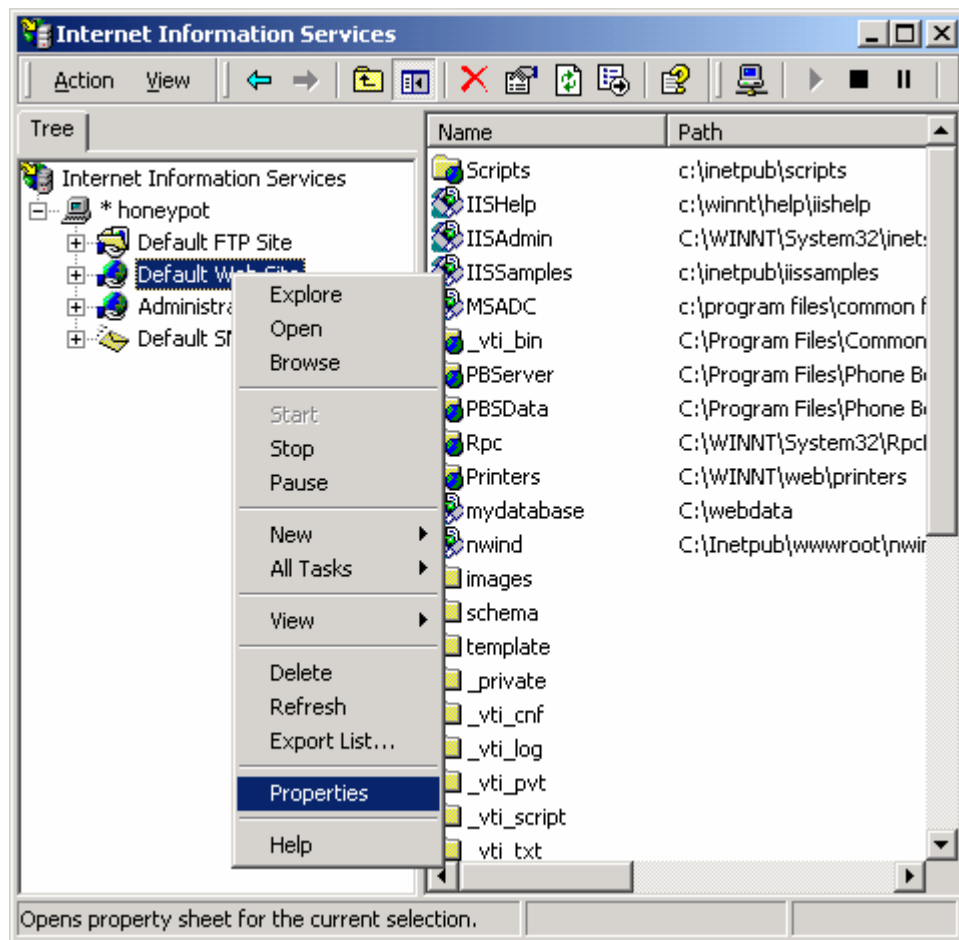 Internet Information Services
Action View
Tree
Name Path
Internet Information Services
* honeypot
Default FTP Site
Default Web Site
Administra
Default SM
Explore
Open
Browse
Start
Stop
Pause
New
All Tasks
View
Delete
Refresh
Export List...
Properties
Help
Scripts c:\inetpub\scripts
IISHelp c:\winnt\help\iishelp
IISAdmin C:\WINNT\System32\inets
IISSamples c:\inetpub\iissamples
MSADC c:\program files\common f
_vti_bin C:\Program Files\Common
PBServer C:\Program Files\Phone B
PBSData C:\Program Files\Phone B
Rpc C:\WINNT\System32\Rpc
Printers C:\WINNT\web\printers
mydatabase C:\webdata
nwind C:\Inetpub\wwwroot\nwin
images
schema
template
_private
_vti_cnf
_vti_log
_vti_pvt
_vti_script
_vti_txt
Opens property sheet for the current selection.